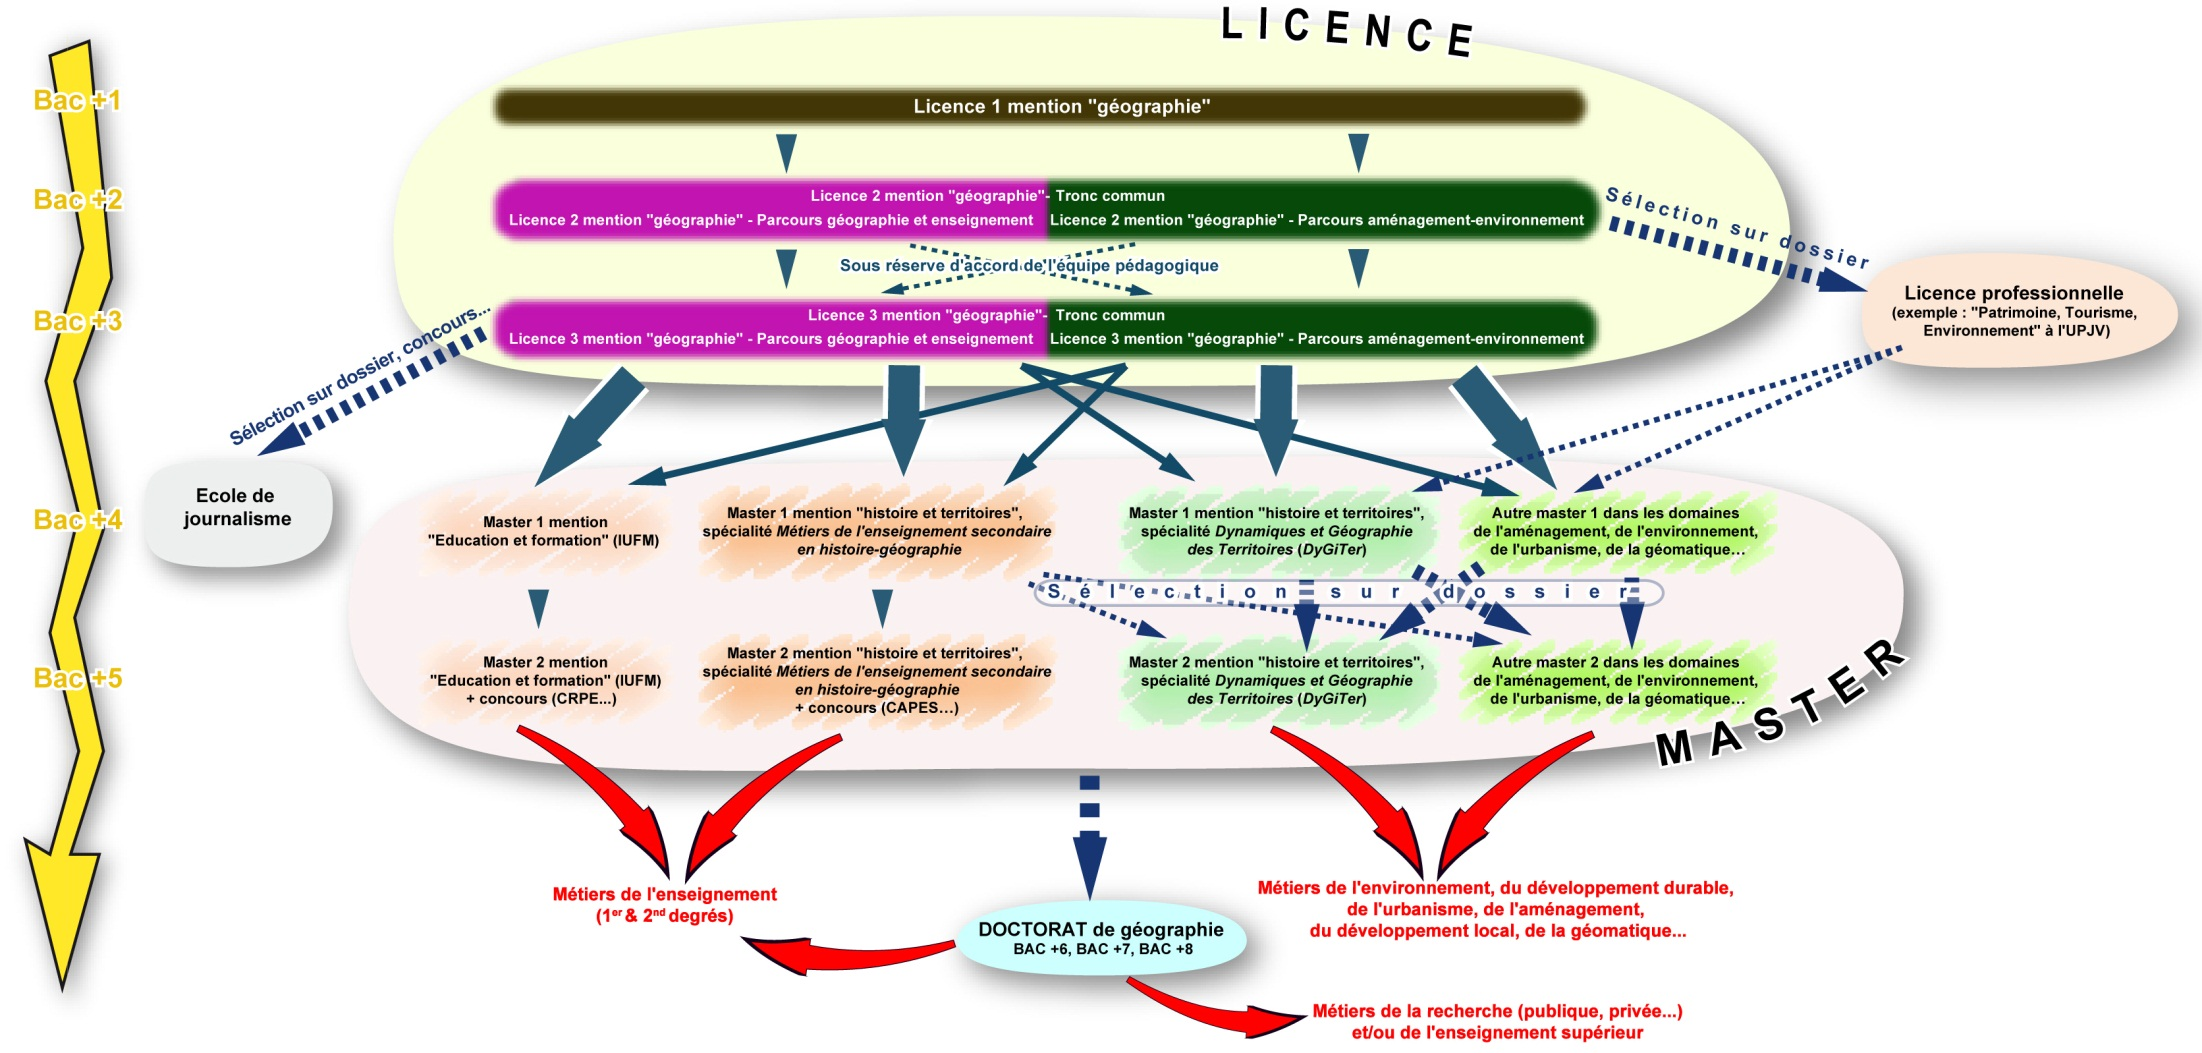 LICENCE
Bac +1
Licence 1 mention "géographie"
Bac +2
Licence 2 mention "géographie"- Tronc commun
Licence 2 mention "géographie" - Parcours géographie et enseignement
Licence 2 mention "géographie" - Parcours aménagement-environnement
Sélection sur dossier
Sous réserve d'accord de l'équipe pédagogique
Licence professionnelle
(exemple : "Patrimoine, Tourisme,
Environnement" à l'UPJV)
Bac +3
Licence 3 mention "géographie"- Tronc commun
Licence 3 mention "géographie" - Parcours géographie et enseignement
Licence 3 mention "géographie" - Parcours aménagement-environnement
Sélection sur dossier, concours...
Ecole de
journalisme
Bac +4
Master 1 mention
"Education et formation" (IUFM)
Master 1 mention "histoire et territoires",
spécialité Métiers de l'enseignement secondaire
en histoire-géographie
Master 1 mention "histoire et territoires",
spécialité Dynamiques et Géographie
des Territoires (DyGiTer)
Autre master 1 dans les domaines
de l'aménagement, de l'environnement,
de l'urbanisme, de la géomatique...
Sélection sur dossier
Bac +5
Master 2 mention
"Education et formation" (IUFM)
+ concours (CRPE...)
Master 2 mention "histoire et territoires",
spécialité Métiers de l'enseignement secondaire
en histoire-géographie
+ concours (CAPES...)
Master 2 mention "histoire et territoires",
spécialité Dynamiques et Géographie
des Territoires (DyGiTer)
Autre master 2 dans les domaines
de l'aménagement, de l'environnement,
de l'urbanisme, de la géomatique...
MASTER
Métiers de l'enseignement
(1er & 2nd degrés)
Métiers de l'environnement, du développement durable,
de l'urbanisme, de l'aménagement,
du développement local, de la géomatique...
DOCTORAT de géographie
BAC +6, BAC +7, BAC +8
Métiers de la recherche (publique, privée...)
et/ou de l'enseignement supérieur